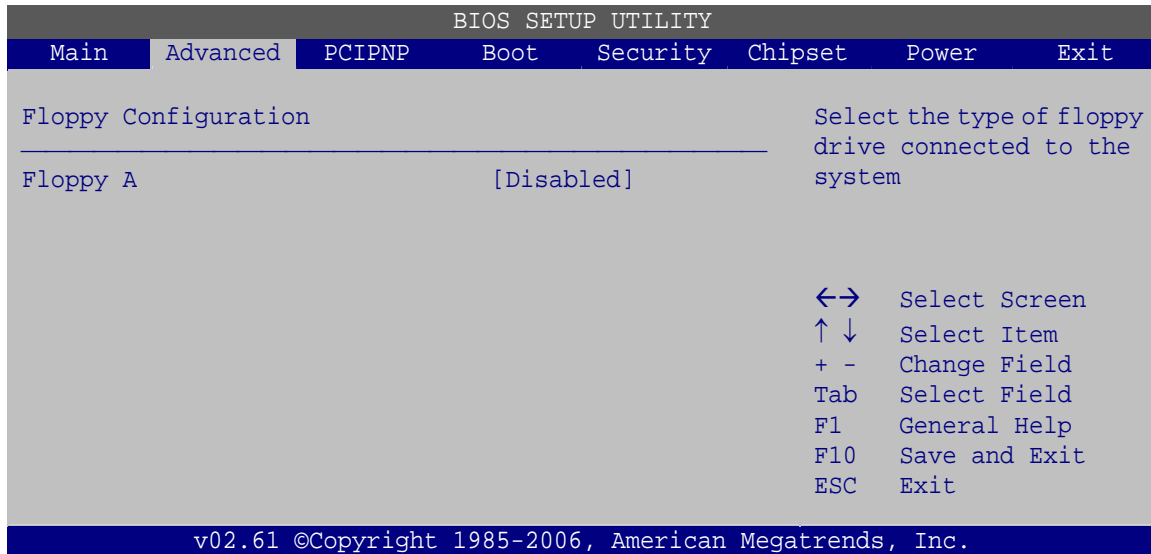 BIOS SETUP UTILITY
Main Advanced PCIPNP Boot Security Chipset Power Exit
Floppy Configuration
Floppy A [Disabled]
Select the type of floppy
drive connected to the
system
←→ Select Screen
↑ ↓ Select Item
+ - Change Field
Tab Select Field
F1 General Help
F10 Save and Exit
ESC Exit
v02.61 ©Copyright 1985-2006, American Megatrends, Inc.